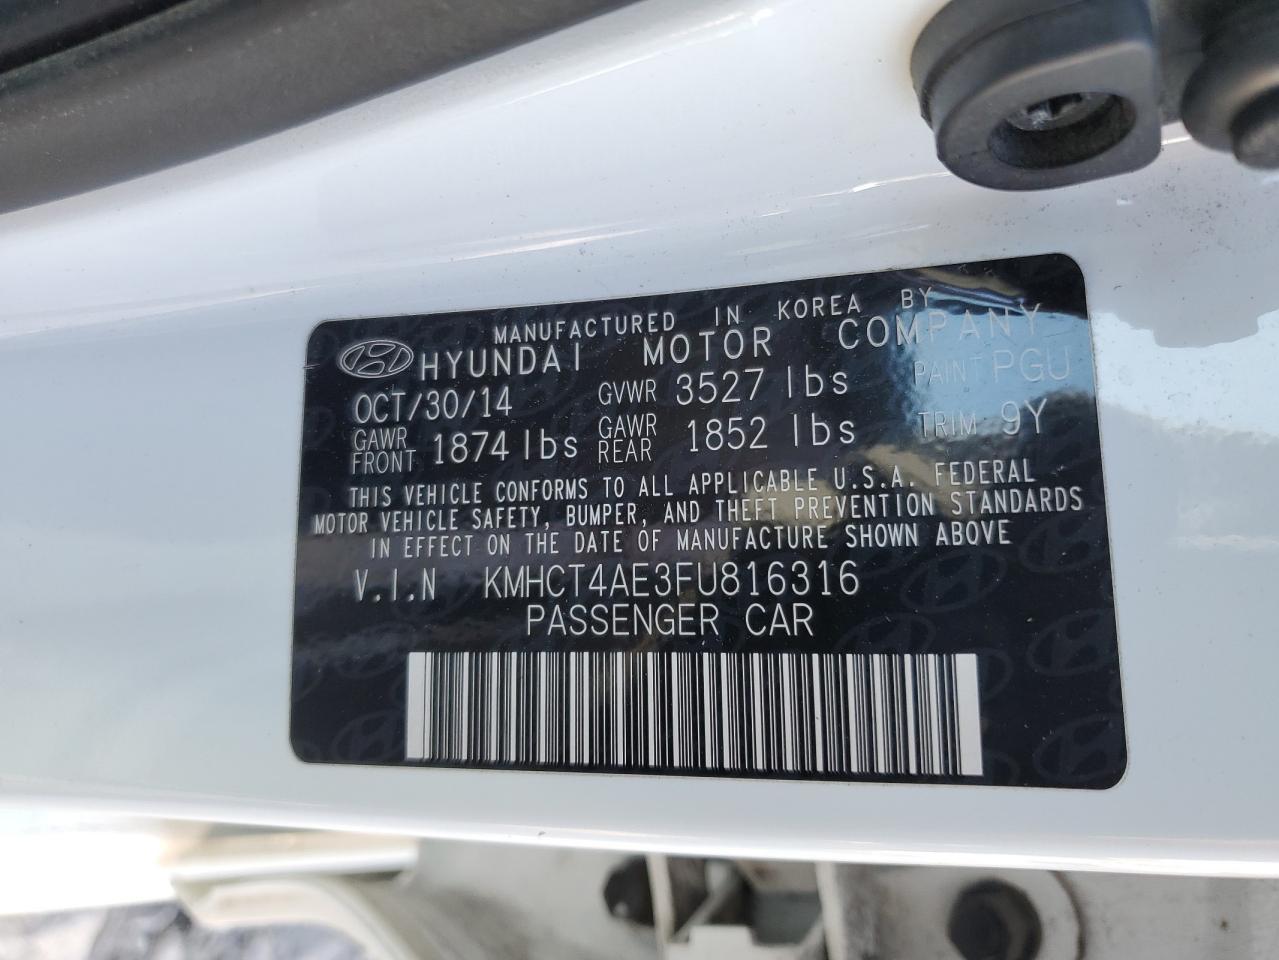 MANUFACTURED IN KOREA BY
HYUNDAI MOTOR COMPANY
OCT/30/14 GVWR 3527 lbs PAINT PGU
GAWR FRONT 1874 lbs GAWR REAR 1852 lbs TRIM 9Y
THIS VEHICLE CONFORMS TO ALL APPLICABLE U.S.A. FEDERAL
MOTOR VEHICLE SAFETY, BUMPER, AND THEFT PREVENTION STANDARDS
IN EFFECT ON THE DATE OF MANUFACTURE SHOWN ABOVE
V.I.N KMHCT4AE3FU816316
PASSENGER CAR